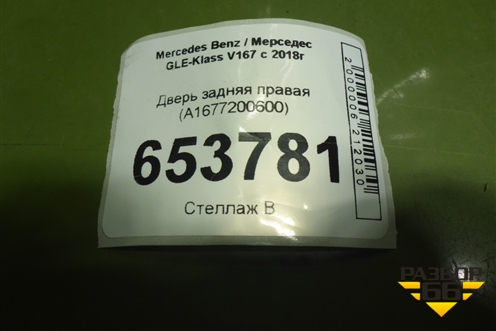 Mercedes Benz / Мерседес
GLE-Klass V167 с 2018г
Дверь задняя правая
(A1677200600)
653781
Стеллаж В
2000006212030
РАЗБОР
66